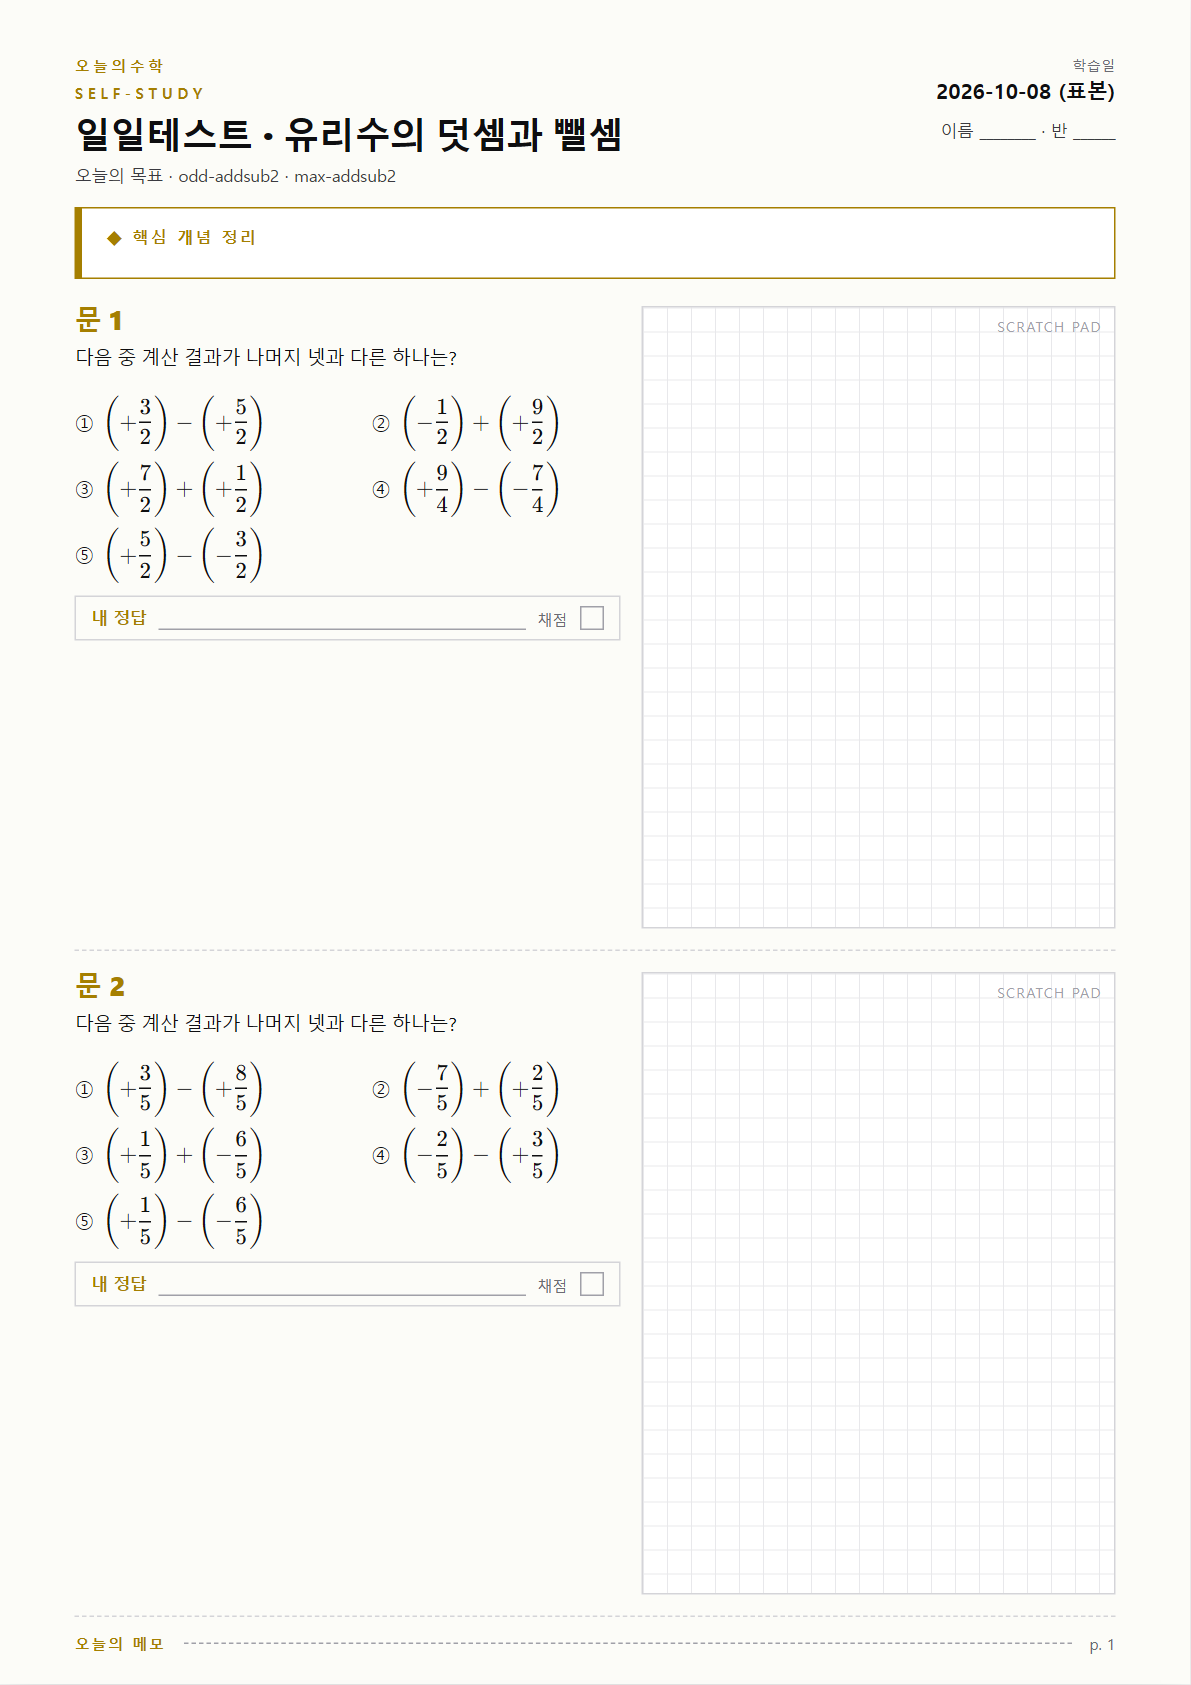 오늘의수학
SELF-STUDY
일일테스트 · 유리수의 덧셈과 뺄셈
오늘의 목표 · odd-addsub2 · max-addsub2
학습일
2026-10-08 (표본)
이름 ______ · 반 _____
◆ 핵심 개념 정리
문 1
다음 중 계산 결과가 나머지 넷과 다른 하나는?
① (+3/2) − (+5/2)
② (−1/2) + (+9/2)
③ (+7/2) + (+1/2)
④ (+9/4) − (−7/4)
⑤ (+5/2) − (−3/2)
내 정답
채점
SCRATCH PAD
문 2
다음 중 계산 결과가 나머지 넷과 다른 하나는?
① (+3/5) − (+8/5)
② (−7/5) + (+2/5)
③ (+1/5) + (−6/5)
④ (−2/5) − (+3/5)
⑤ (+1/5) − (−6/5)
내 정답
채점
SCRATCH PAD
오늘의 메모
p. 1